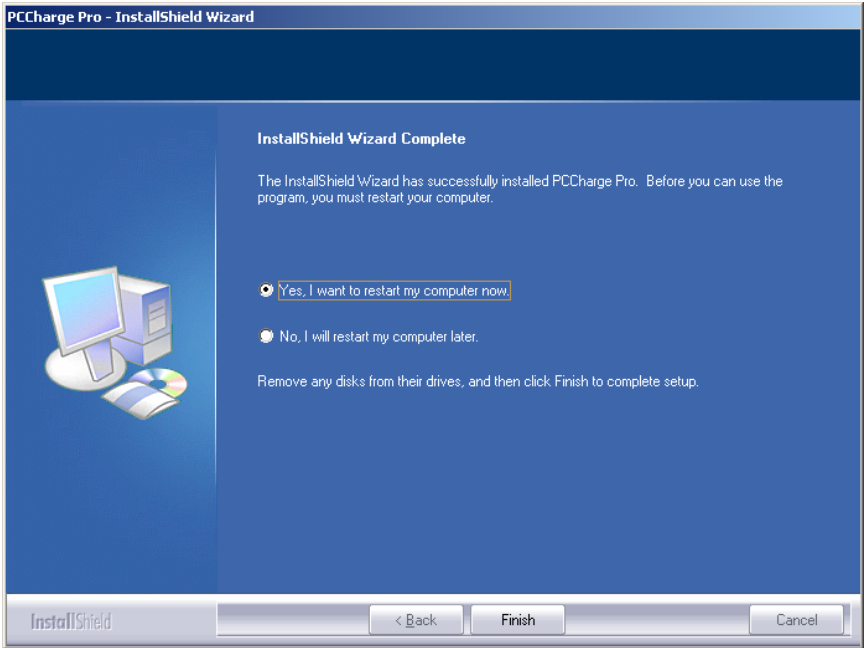 PCCharge Pro - InstallShield Wizard
InstallShield Wizard Complete
The InstallShield Wizard has successfully installed PCCharge Pro. Before you can use the
program, you must restart your computer.
Yes, I want to restart my computer now.
No, I will restart my computer later.
Remove any disks from their drives, and then click Finish to complete setup.
InstallShield
< Back Finish Cancel